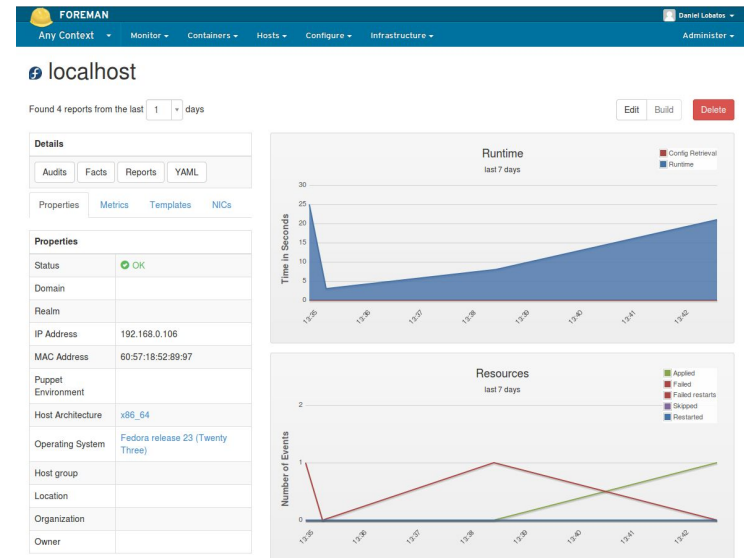 FOREMAN
Daniel Lobatos
Any Context Monitor Containers Hosts Configure Infrastructure Administer
localhost
Found 4 reports from the last 1 days
Edit Build Delete
Details
Audits Facts Reports YAML
Properties Metrics Templates NICs
Properties
Status OK
Domain
Realm
IP Address 192.168.0.106
MAC Address 60:57:18:52:89:97
Puppet
Environment
Host Architecture x86_64
Operating System Fedora release 23 (Twenty
Three)
Host group
Location
Organization
Owner
Runtime
last 7 days
Config Retrieval
Runtime
Time in Seconds
30
25
20
15
10
5
0
13:35 13:36 13:37 13:38 13:39 13:40 13:41 13:42
Resources
last 7 days
Applied
Failed
Failed restarts
Skipped
Restarted
Number of Events
2
1
0
13:35 13:36 13:37 13:38 13:39 13:40 13:41 13:42